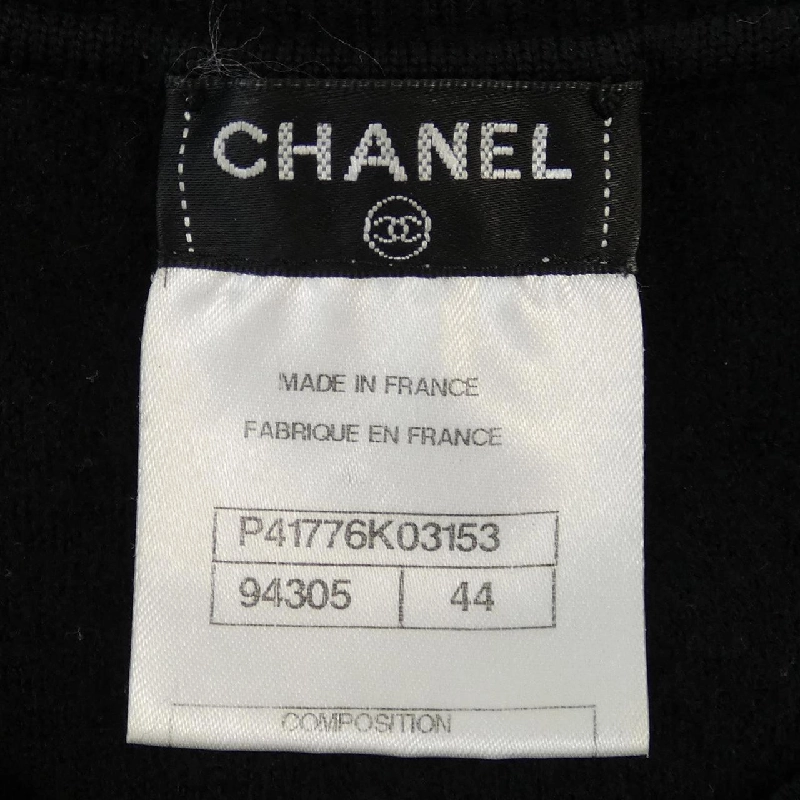 CHANEL
MADE IN FRANCE
FABRIQUE EN FRANCE
P41776K03153
94305 44
COMPOSITION